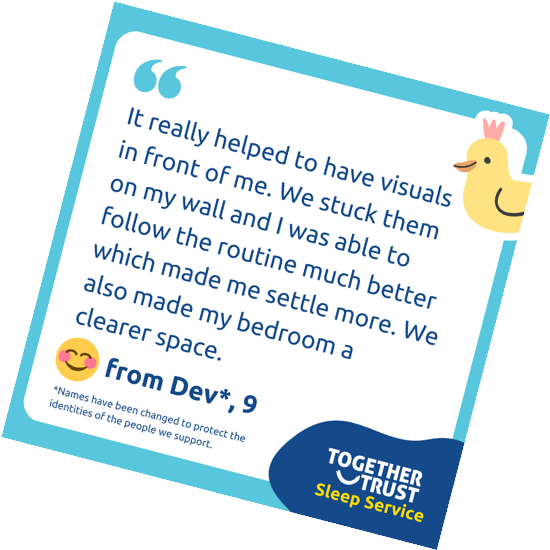 It really helped to have visuals
in front of me. We stuck them
on my wall and I was able to
follow the routine much better
which made me settle more. We
also made my bedroom a
clearer space.
from Dev*, 9
*Names have been changed to protect the
identities of the people we support.
TOGETHER
TRUST
Sleep Service